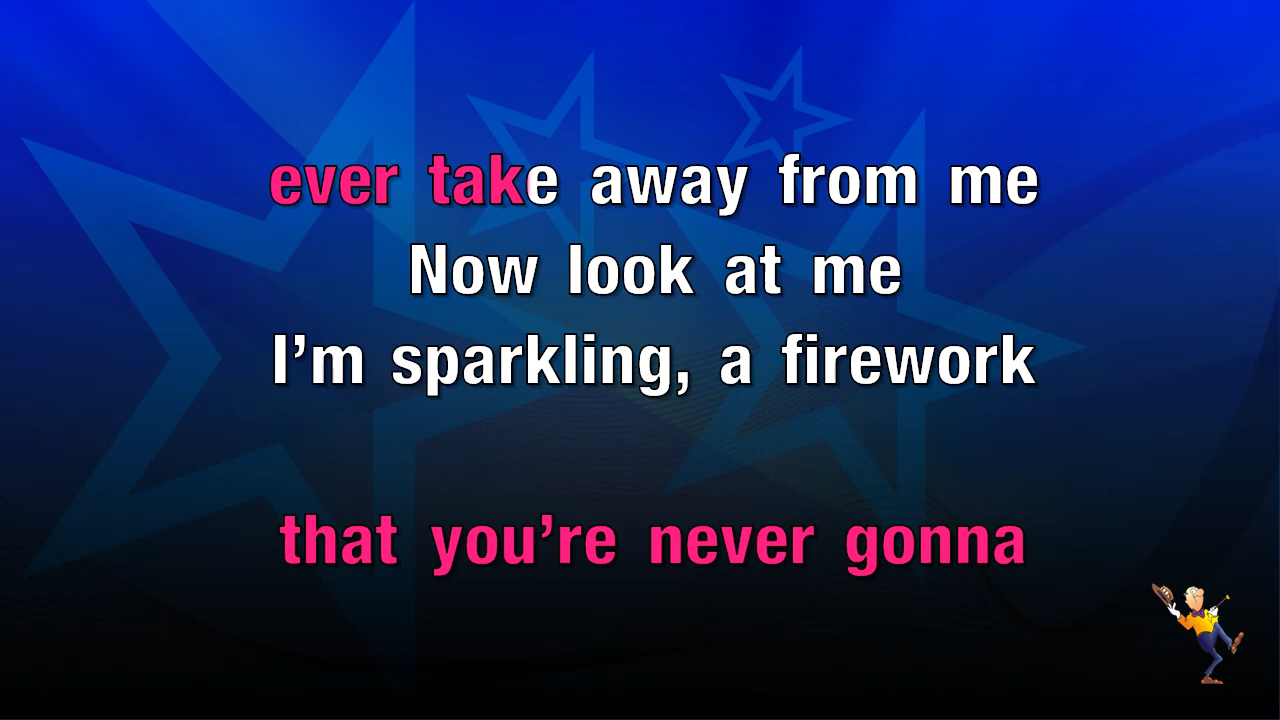 ever take away from me
Now look at me
I'm sparkling, a firework
that you're never gonna